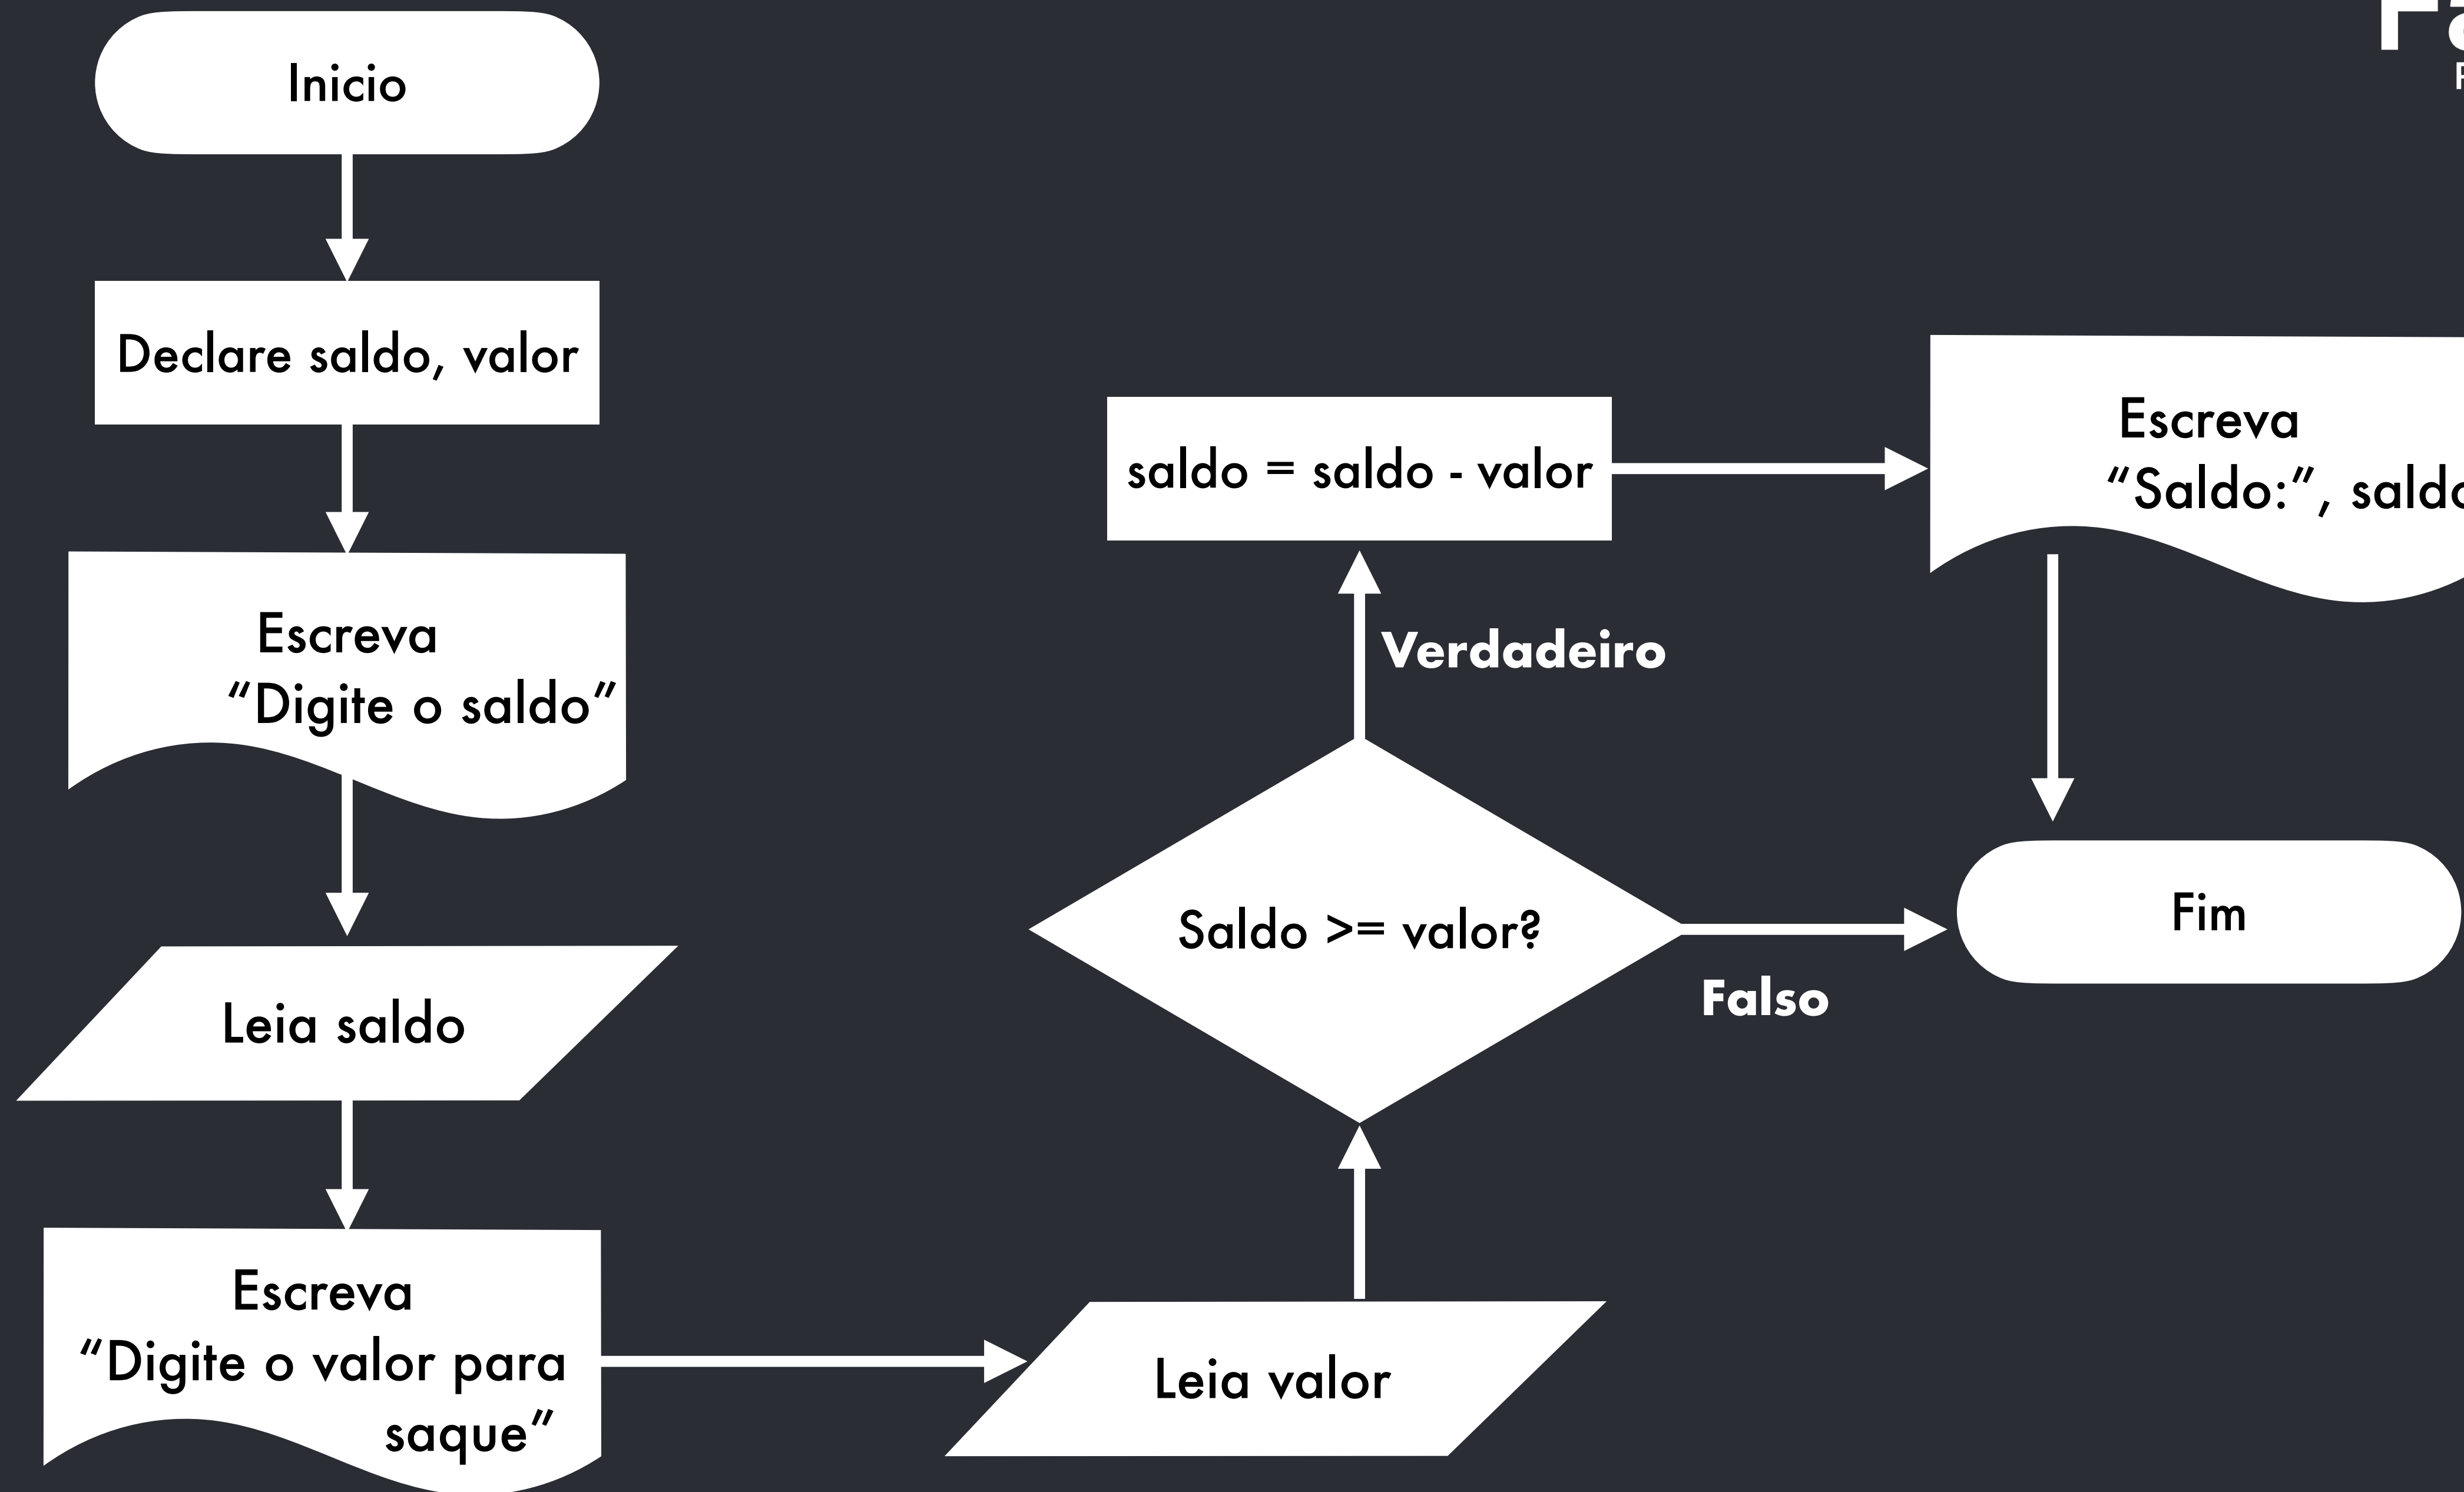 Inicio
Declare saldo, valor
Escreva
“Digite o saldo”
Leia saldo
Escreva
“Digite o valor para
saque”
Leia valor
Saldo >= valor?
Verdadeiro
Falso
saldo = saldo - valor
Escreva
“Saldo:”, saldo
Fim